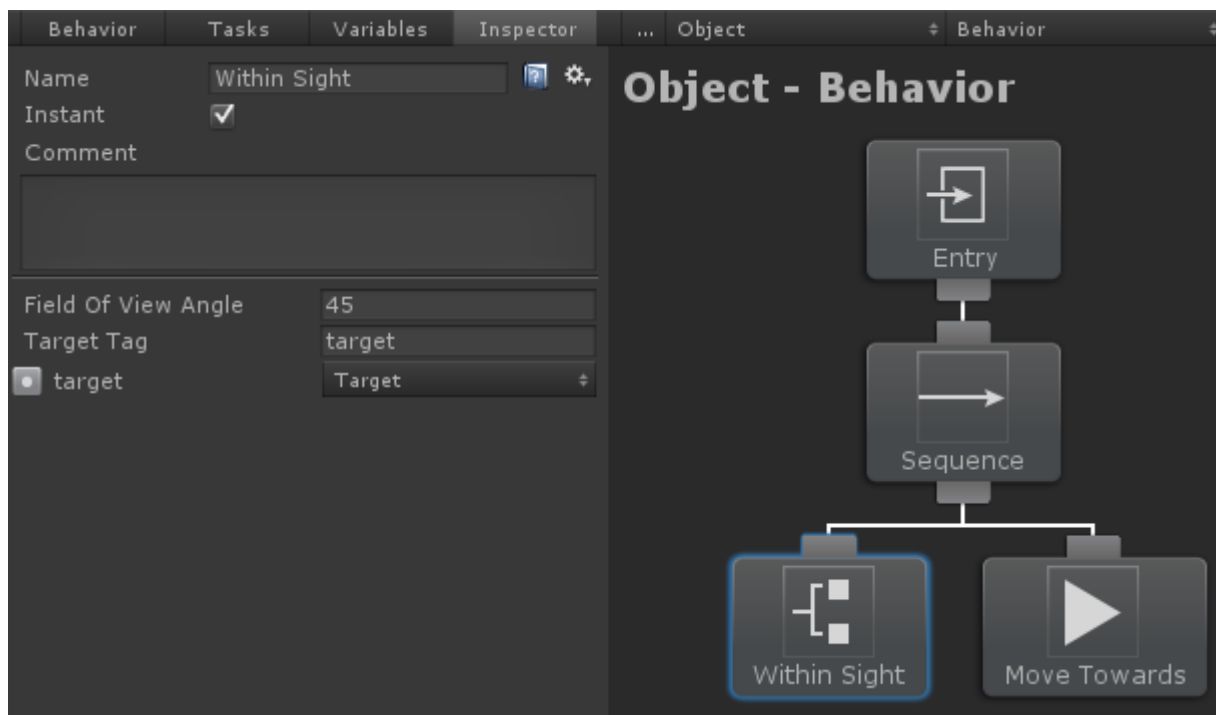 Behavior Tasks Variables Inspector ... Object Behavior
Name Within Sight
Instant
Comment
Field Of View Angle 45
Target Tag target
target Target
Object - Behavior
Entry
Sequence
Within Sight Move Towards